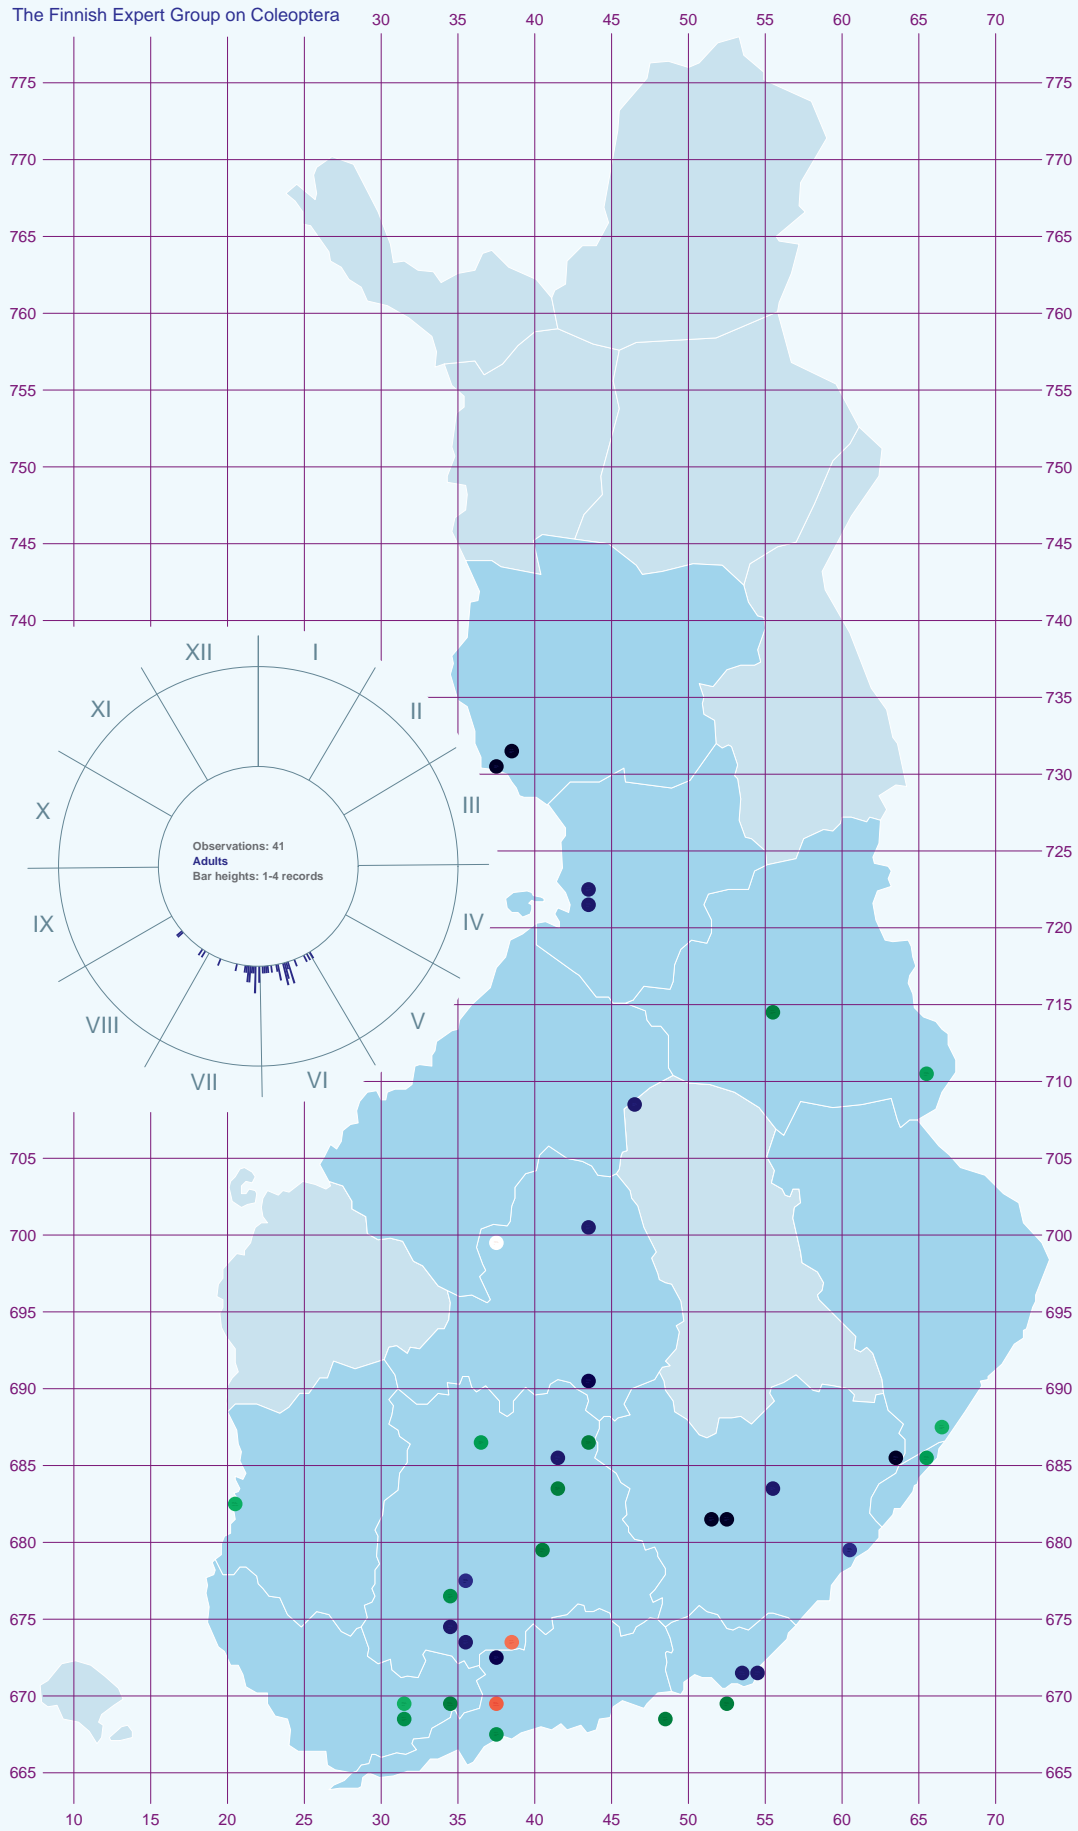 The Finnish Expert Group on Coleoptera 30 35 40 45 50 55 60 65 70
775 775
770 770
765 765
760 760
755 755
750 750
745 745
740 740
XII I
735
XI II
730
III
X
Observations: 41
Adults
Bar heights: 1-4 records
725
IX IV
720
715
VIII V
VII VI
710
705 705
700 700
695 695
690 690
685 685
680 680
675 675
670 670
665 665
10 15 20 25 30 35 40 45 50 55 60 65 70